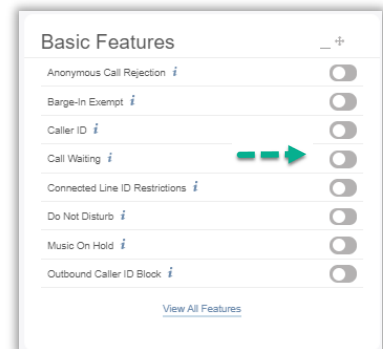 Basic Features
Anonymous Call Rejection i
Barge-In Exempt i
Caller ID i
Call Waiting i
Connected Line ID Restrictions i
Do Not Disturb i
Music On Hold i
Outbound Caller ID Block i
View All Features